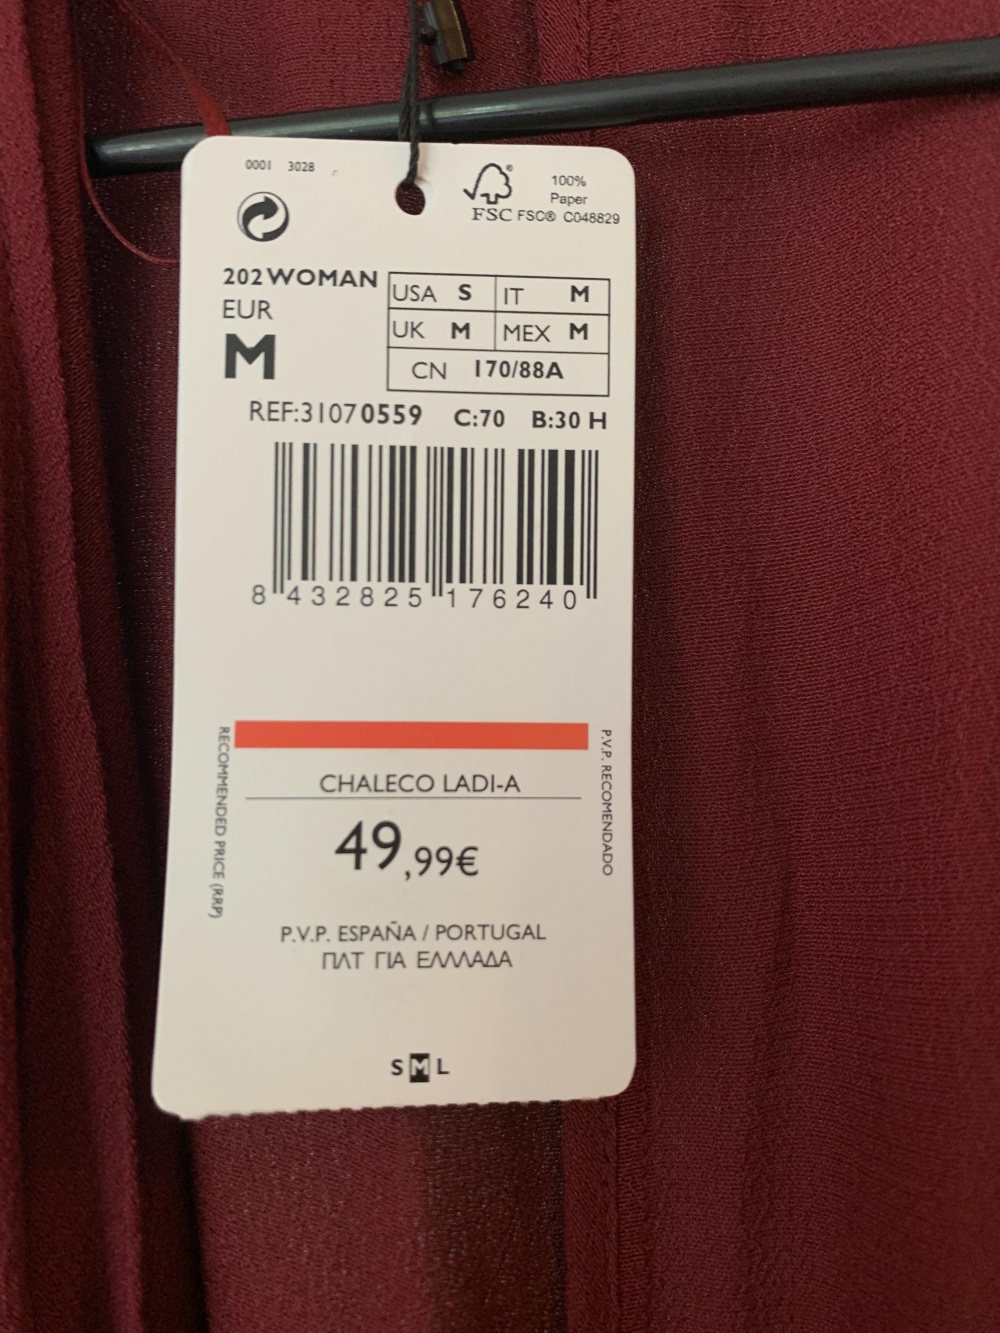 0001 3028
100%
Paper
FSC FSC® C048829
202 WOMAN
EUR
M
USA S IT M
UK M MEX M
CN 170/88A
REF:31070559 C:70 B:30 H
8 432825 176240
RECOMMENDED PRICE (RRP)
P.V.P. RECOMENDADO
CHALECO LADI-A
49,99€
P.V.P. ESPAÑA / PORTUGAL
ΠΛΤ ΓΙΑ ΕΛΛΑΔΑ
S M L